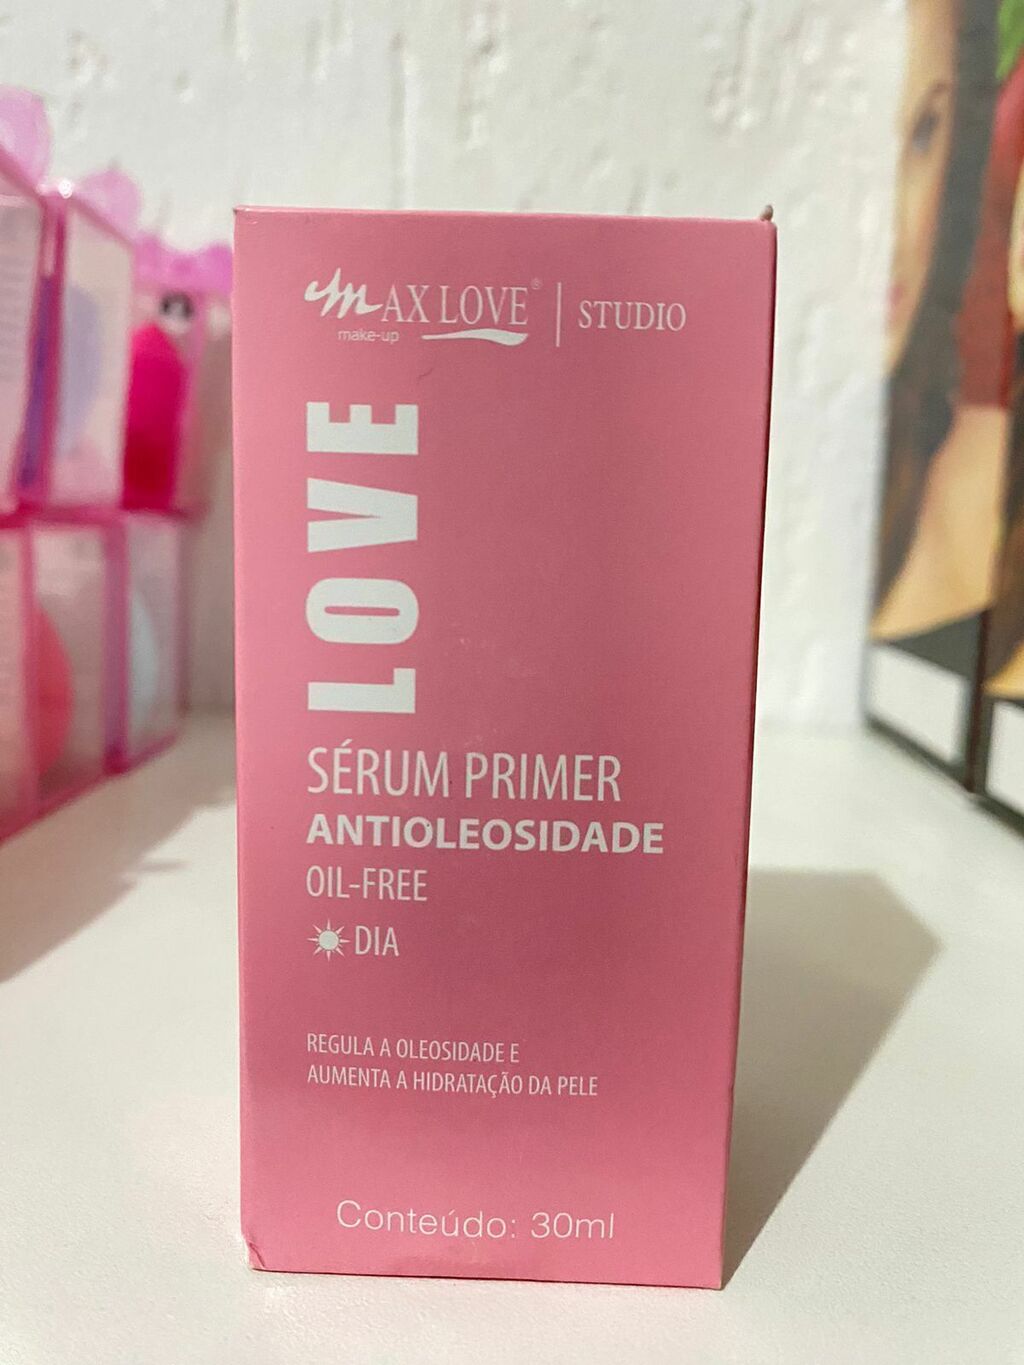 MAX LOVE® | STUDIO
make-up
LOVE
SÉRUM PRIMER
ANTIOLEOSIDADE
OIL-FREE
DIA
REGULA A OLEOSIDADE E
AUMENTA A HIDRATAÇÃO DA PELE
Conteúdo: 30ml